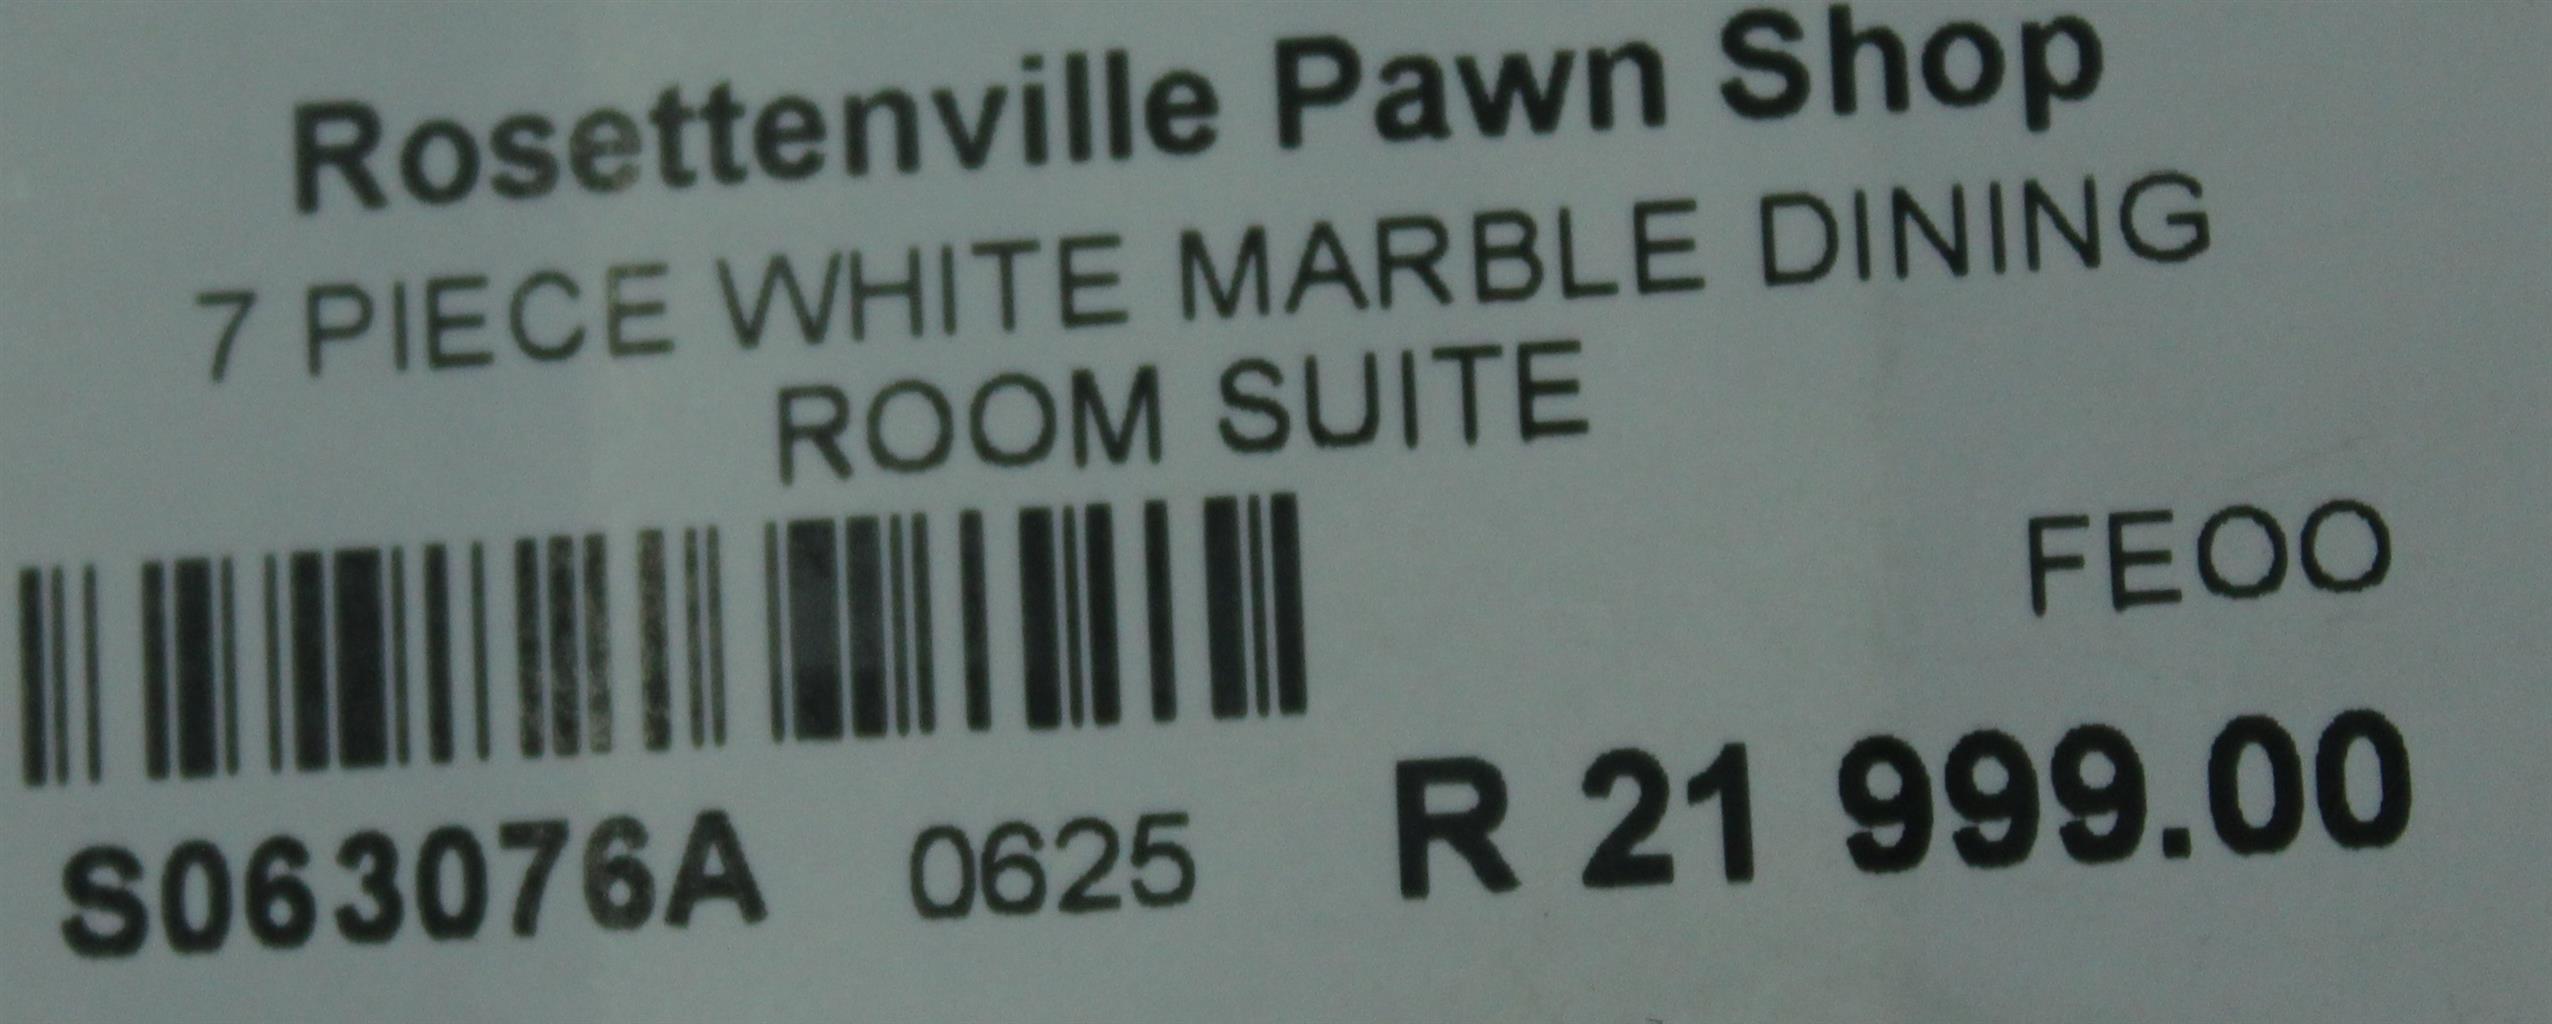 Rosettenville Pawn Shop
7 PIECE WHITE MARBLE DINING
ROOM SUITE
FEOO
S063076A 0625 R 21 999.00